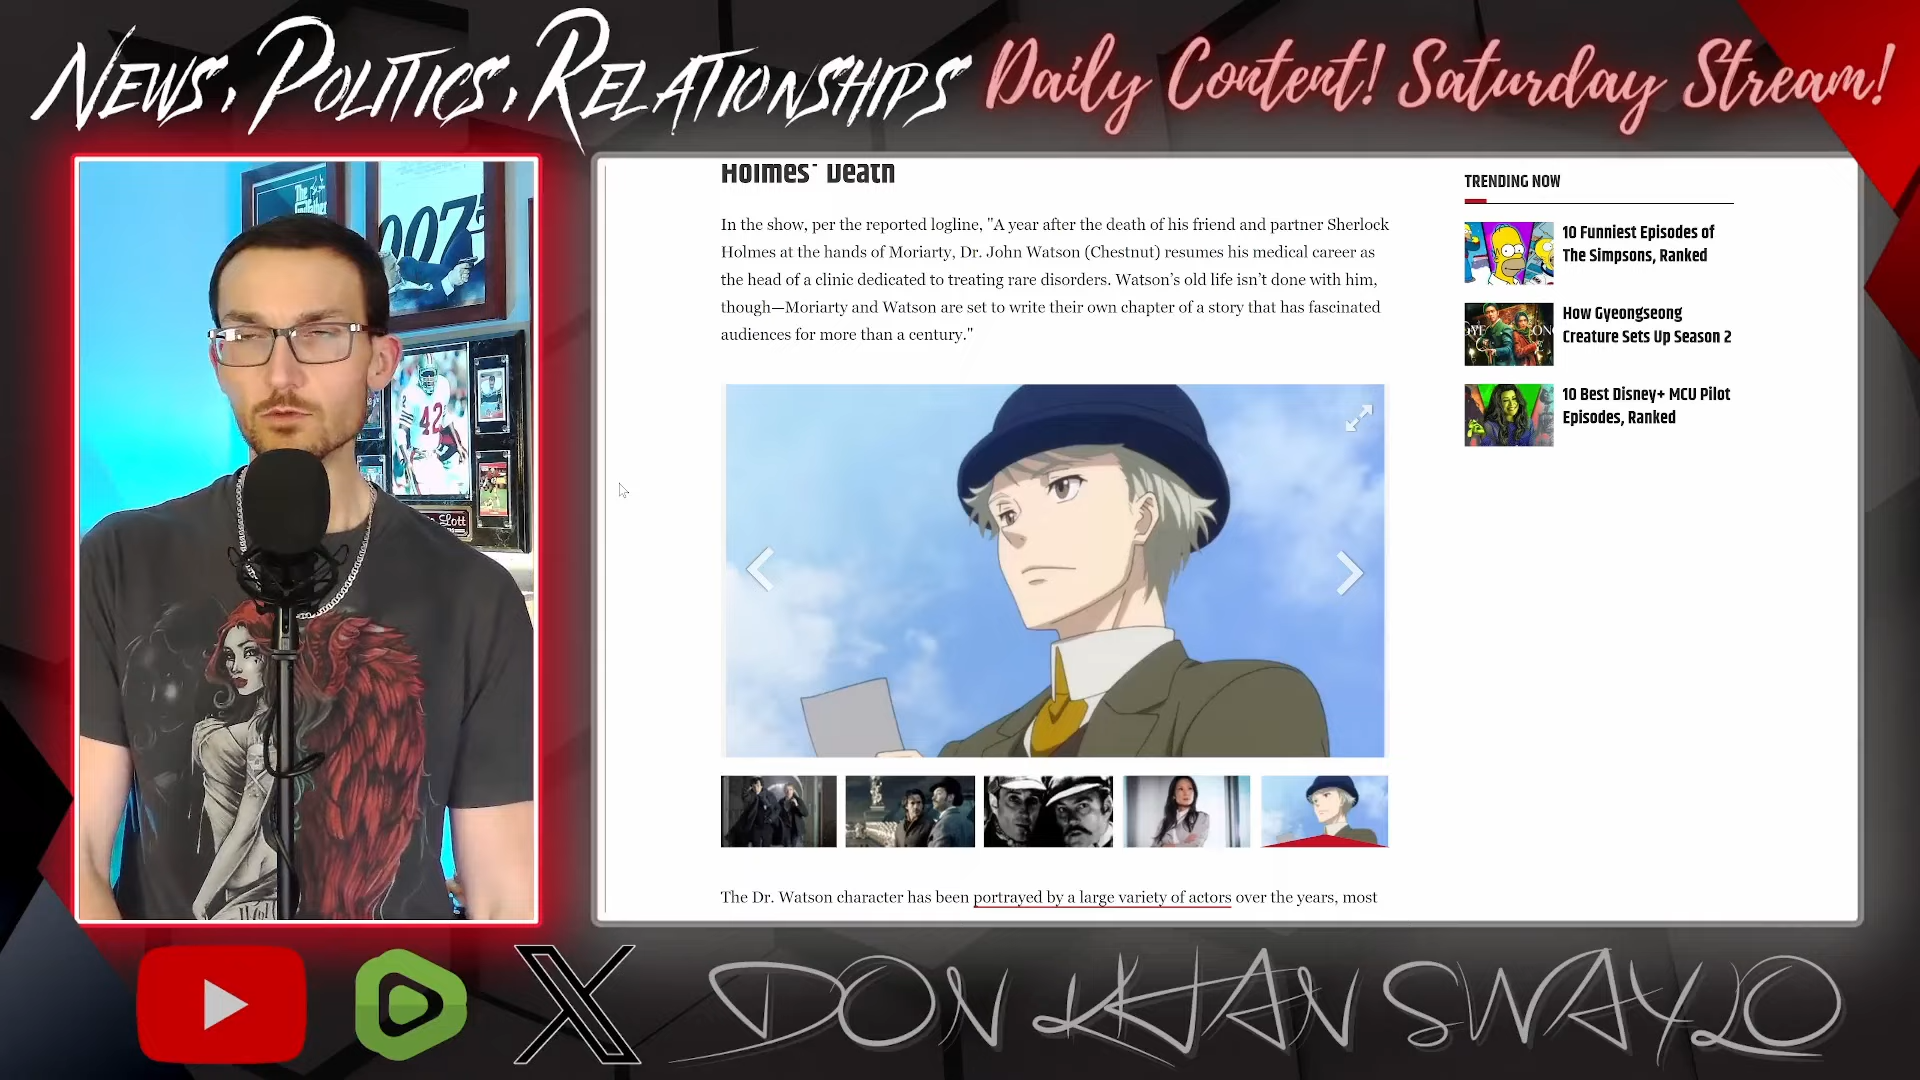 News, Politics, Relationships
Daily Content! Saturday Stream!
The
Godfather
007
42
Lott
Holmes' Death
In the show, per the reported logline, "A year after the death of his friend and partner Sherlock
Holmes at the hands of Moriarty, Dr. John Watson (Chestnut) resumes his medical career as
the head of a clinic dedicated to treating rare disorders. Watson’s old life isn’t done with him,
though—Moriarty and Watson are set to write their own chapter of a story that has fascinated
audiences for more than a century."
The Dr. Watson character has been portrayed by a large variety of actors over the years, most
TRENDING NOW
10 Funniest Episodes of
The Simpsons, Ranked
How Gyeongseong
Creature Sets Up Season 2
10 Best Disney+ MCU Pilot
Episodes, Ranked
DON KHAN SWAYLO